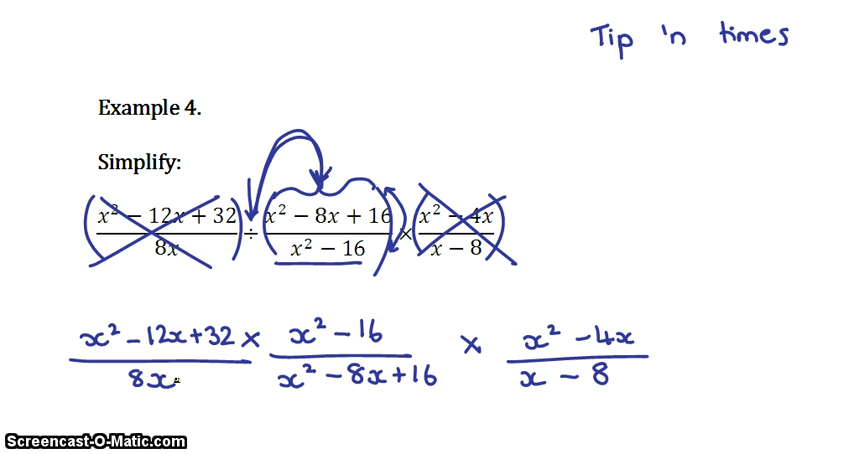 Tip 'n times
Example 4.
Simplify:
x² − 12x + 32 / 8x ÷ x² − 8x + 16 / x² − 16 × x² − 4x / x − 8
x² − 12x + 32 / 8x × x² − 16 / x² − 8x + 16 × x² − 4x / x − 8
Screencast-O-Matic.com